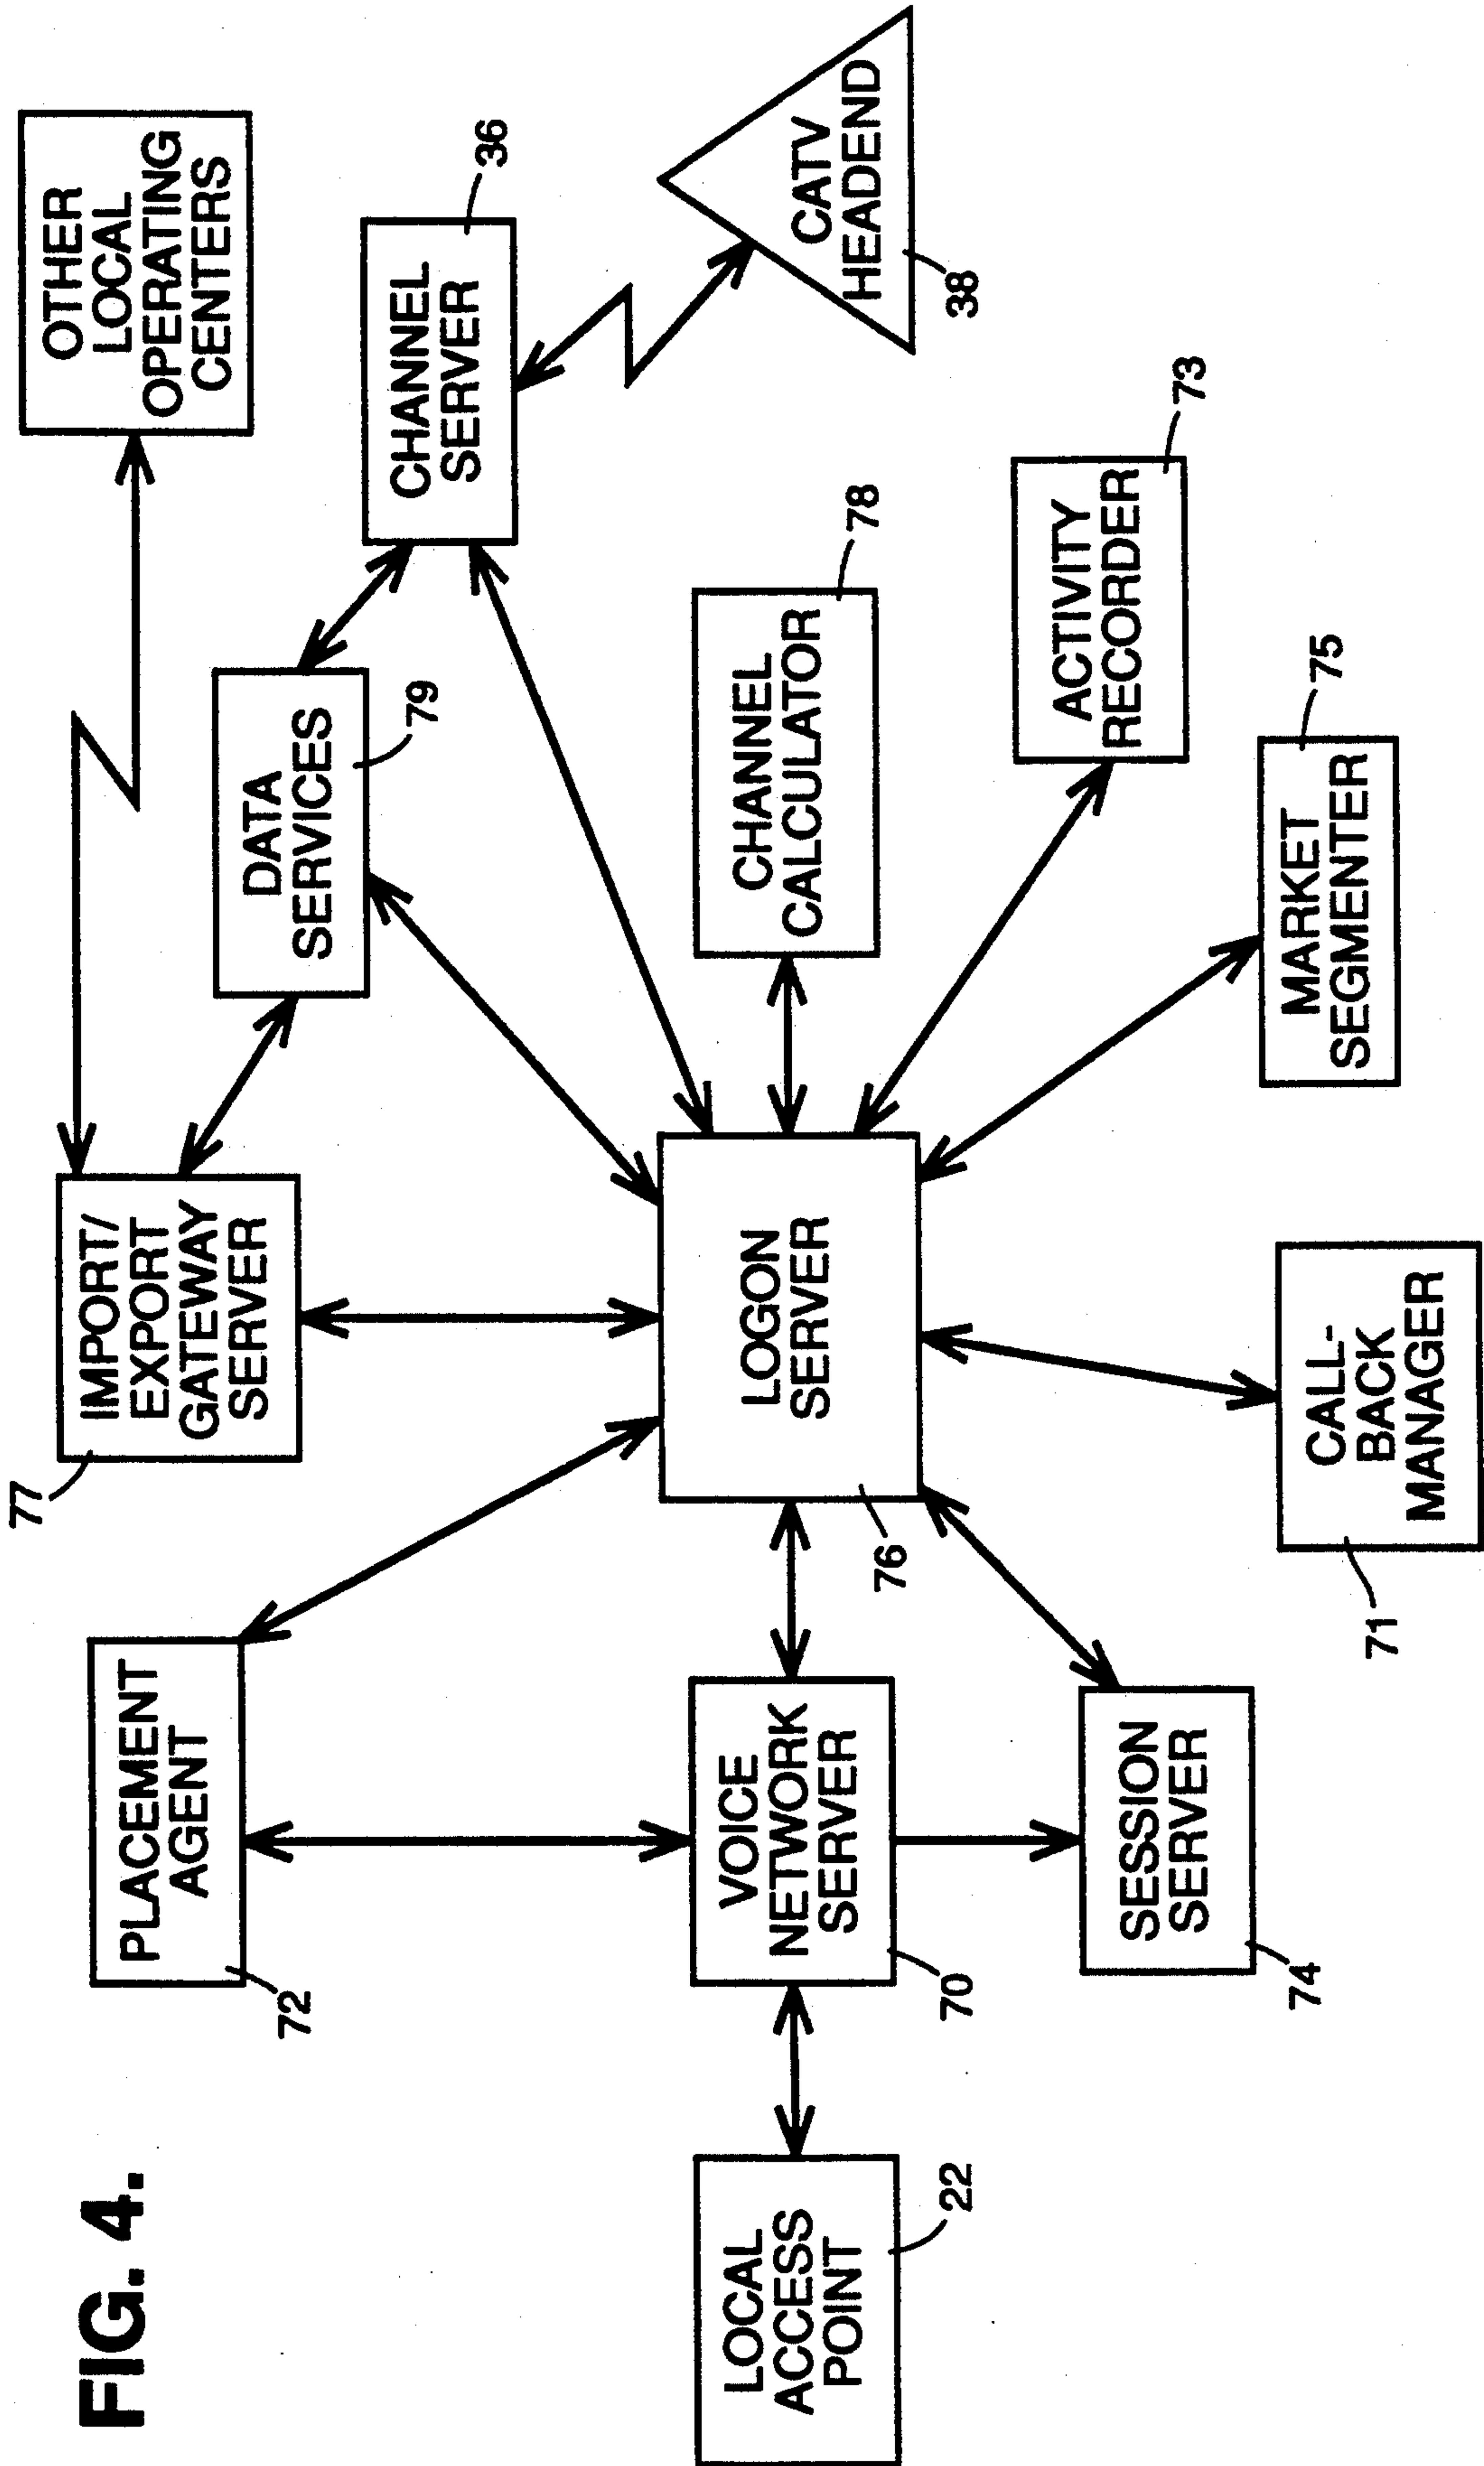 FIG. 4.
72
PLACEMENT
AGENT
77
IMPORT/
EXPORT
GATEWAY
SERVER
OTHER
LOCAL
OPERATING
CENTERS
DATA
SERVICES
79
CHANNEL
SERVER
36
LOCAL
ACCESS
POINT
22
VOICE
NETWORK
SERVER
70
LOGON
SERVER
76
CHANNEL
CALCULATOR
78
CATV
HEADEND
38
SESSION
SERVER
74
ACTIVITY
RECORDER
73
CALL-
BACK
MANAGER
71
MARKET
SEGMENTER
75